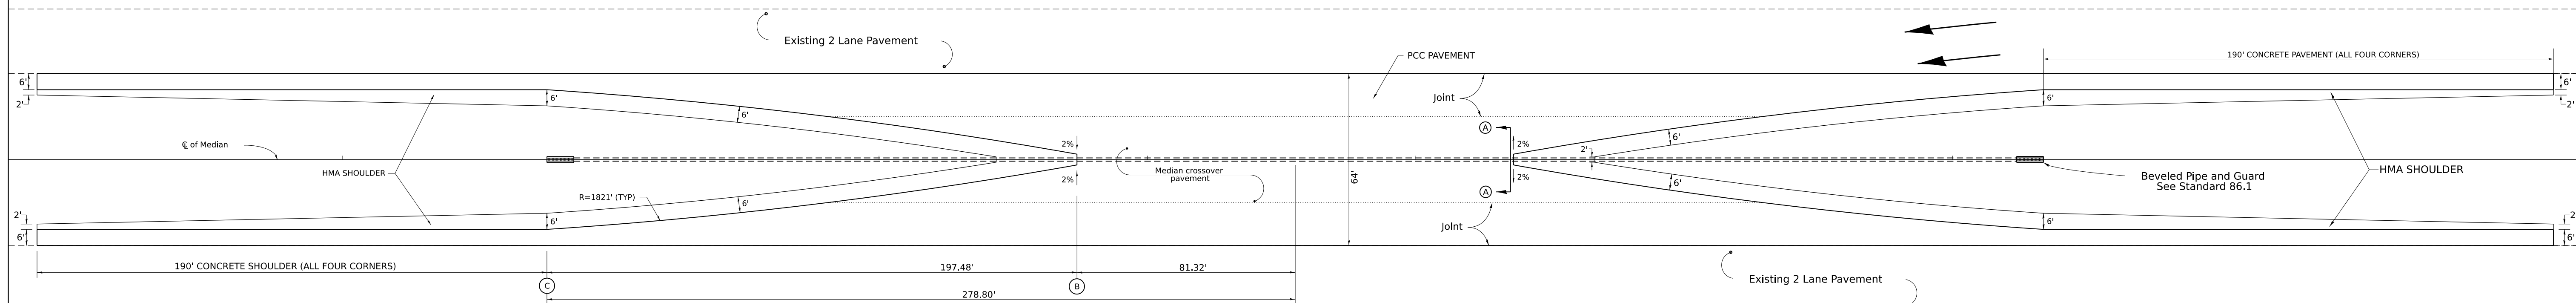 Existing 2 Lane Pavement
PCC PAVEMENT
190' CONCRETE PAVEMENT (ALL FOUR CORNERS)
6'
2'
6'
6'
Joint
6'
6'
6'
2'
℄ of Median
HMA SHOULDER
2%
2%
A
A
2%
2%
2'
Median crossover
pavement
64'
6'
HMA SHOULDER
Beveled Pipe and Guard
See Standard 86.1
R=1821' (TYP)
6'
6'
2'
6'
Joint
6'
2'
6'
190' CONCRETE SHOULDER (ALL FOUR CORNERS)
197.48'
81.32'
C
B
278.80'
Existing 2 Lane Pavement